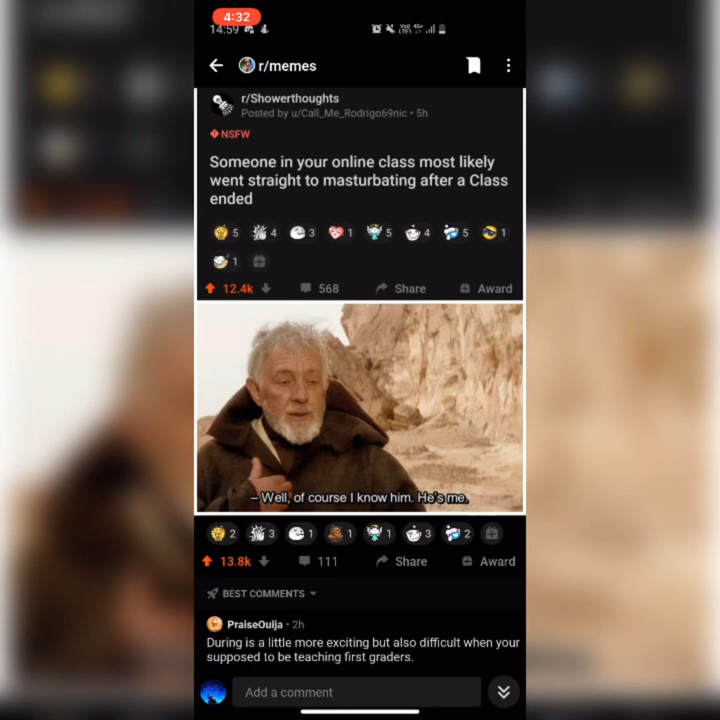 4:32
14:59
r/memes
r/Showerthoughts
Posted by u/Call_Me_Rodrigo69nic • 5h
NSFW
Someone in your online class most likely
went straight to masturbating after a Class
ended
5 4 3 1 5 4 5 1
1
12.4k 568 Share Award
– Well, of course I know him. He's me.
2 3 1 1 1 3 2
13.8k 111 Share Award
BEST COMMENTS
PraiseOuija • 2h
During is a little more exciting but also difficult when your
supposed to be teaching first graders.
Add a comment